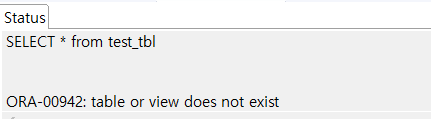 Status
SELECT * from test_tbl
ORA-00942: table or view does not exist